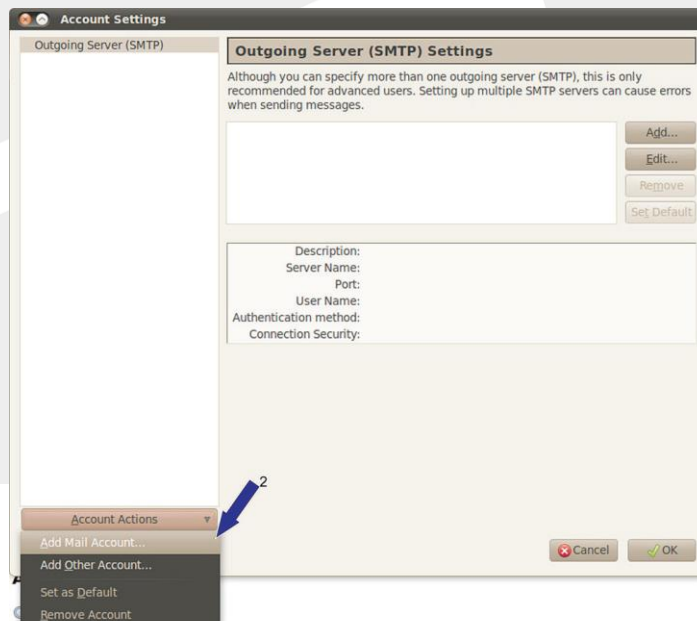 Account Settings
Outgoing Server (SMTP)
Outgoing Server (SMTP) Settings
Although you can specify more than one outgoing server (SMTP), this is only
recommended for advanced users. Setting up multiple SMTP servers can cause errors
when sending messages.
Add...
Edit...
Remove
Set Default
Description:
Server Name:
Port:
User Name:
Authentication method:
Connection Security:
2
Account Actions
Add Mail Account...
Add Other Account...
Set as Default
Remove Account
Cancel
OK